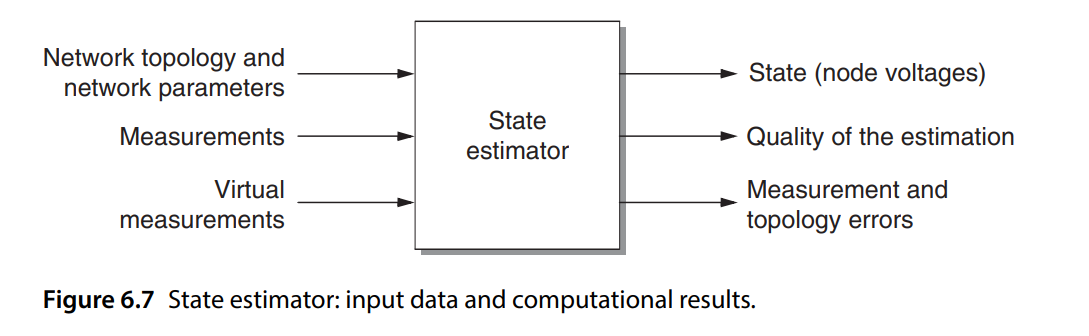 Network topology and
network parameters
Measurements
Virtual
measurements
State
estimator
State (node voltages)
Quality of the estimation
Measurement and
topology errors
Figure 6.7 State estimator: input data and computational results.